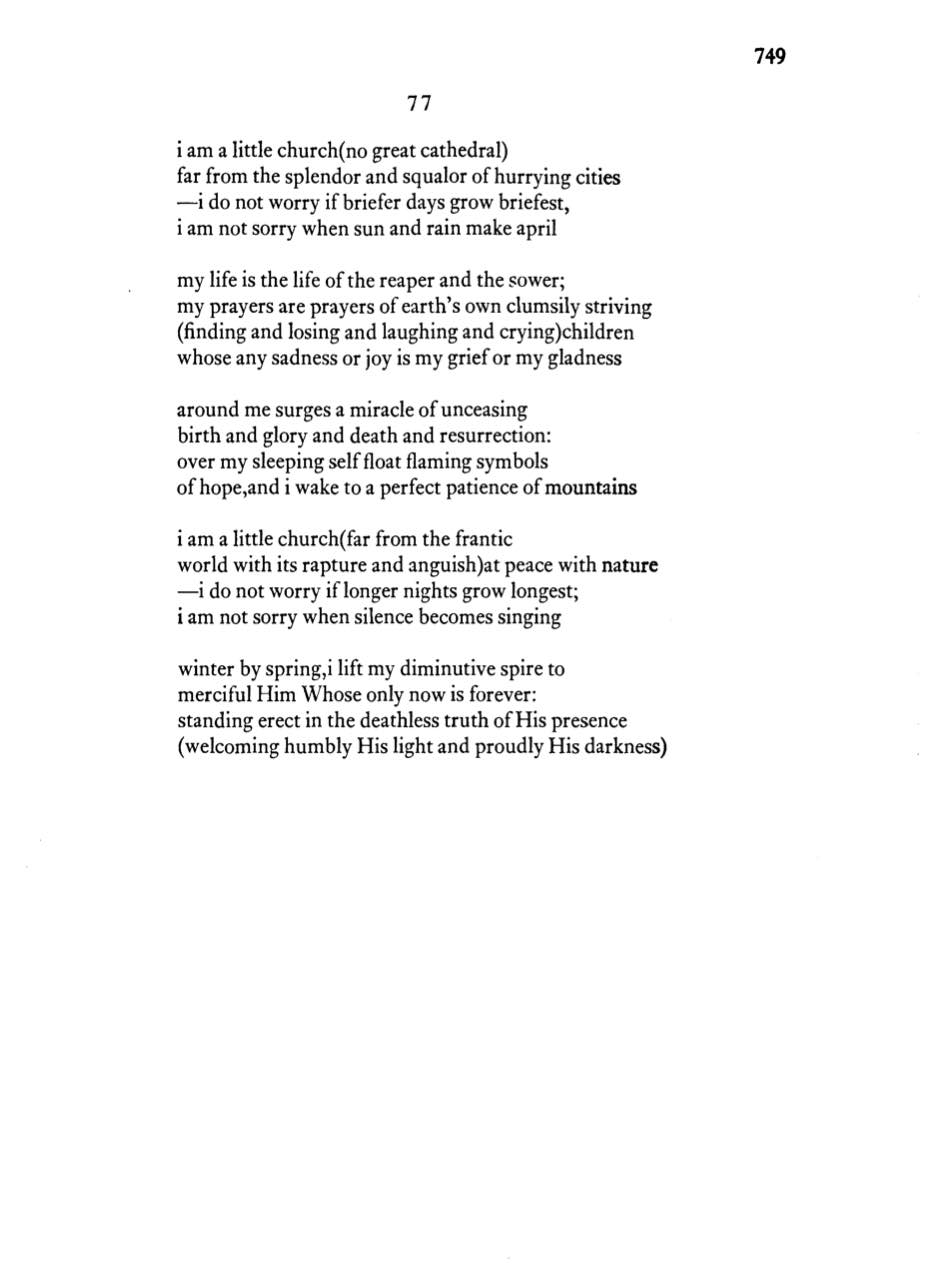 749
77
i am a little church(no great cathedral)
far from the splendor and squalor of hurrying cities
—i do not worry if briefer days grow briefest,
i am not sorry when sun and rain make april
my life is the life of the reaper and the sower;
my prayers are prayers of earth's own clumsily striving
(finding and losing and laughing and crying)children
whose any sadness or joy is my grief or my gladness
around me surges a miracle of unceasing
birth and glory and death and resurrection:
over my sleeping self float flaming symbols
of hope,and i wake to a perfect patience of mountains
i am a little church(far from the frantic
world with its rapture and anguish)at peace with nature
—i do not worry if longer nights grow longest;
i am not sorry when silence becomes singing
winter by spring,i lift my diminutive spire to
merciful Him Whose only now is forever:
standing erect in the deathless truth of His presence
(welcoming humbly His light and proudly His darkness)